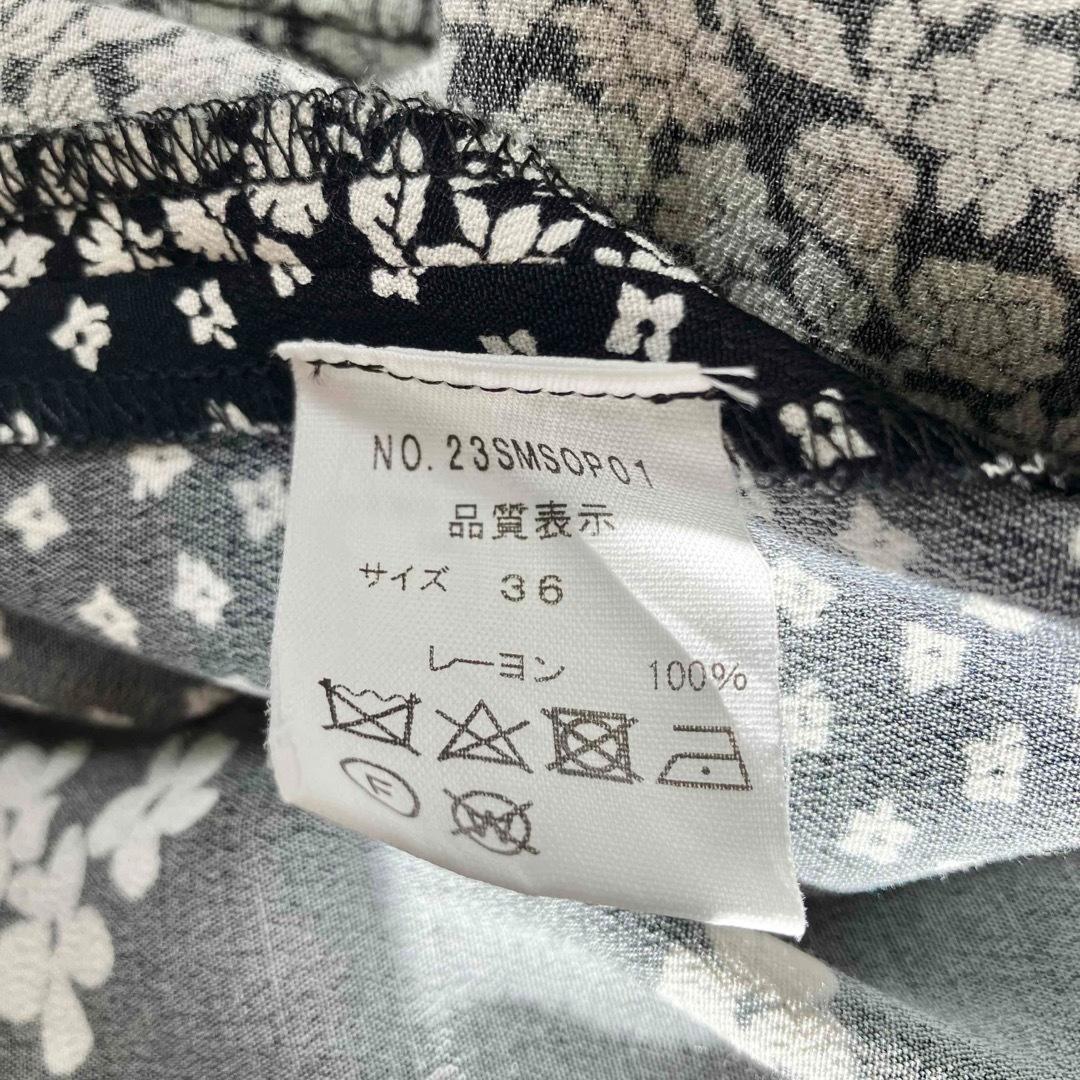 NO. 23SMSOP01
品質表示
サイズ 36
レーヨン 100%
F
W